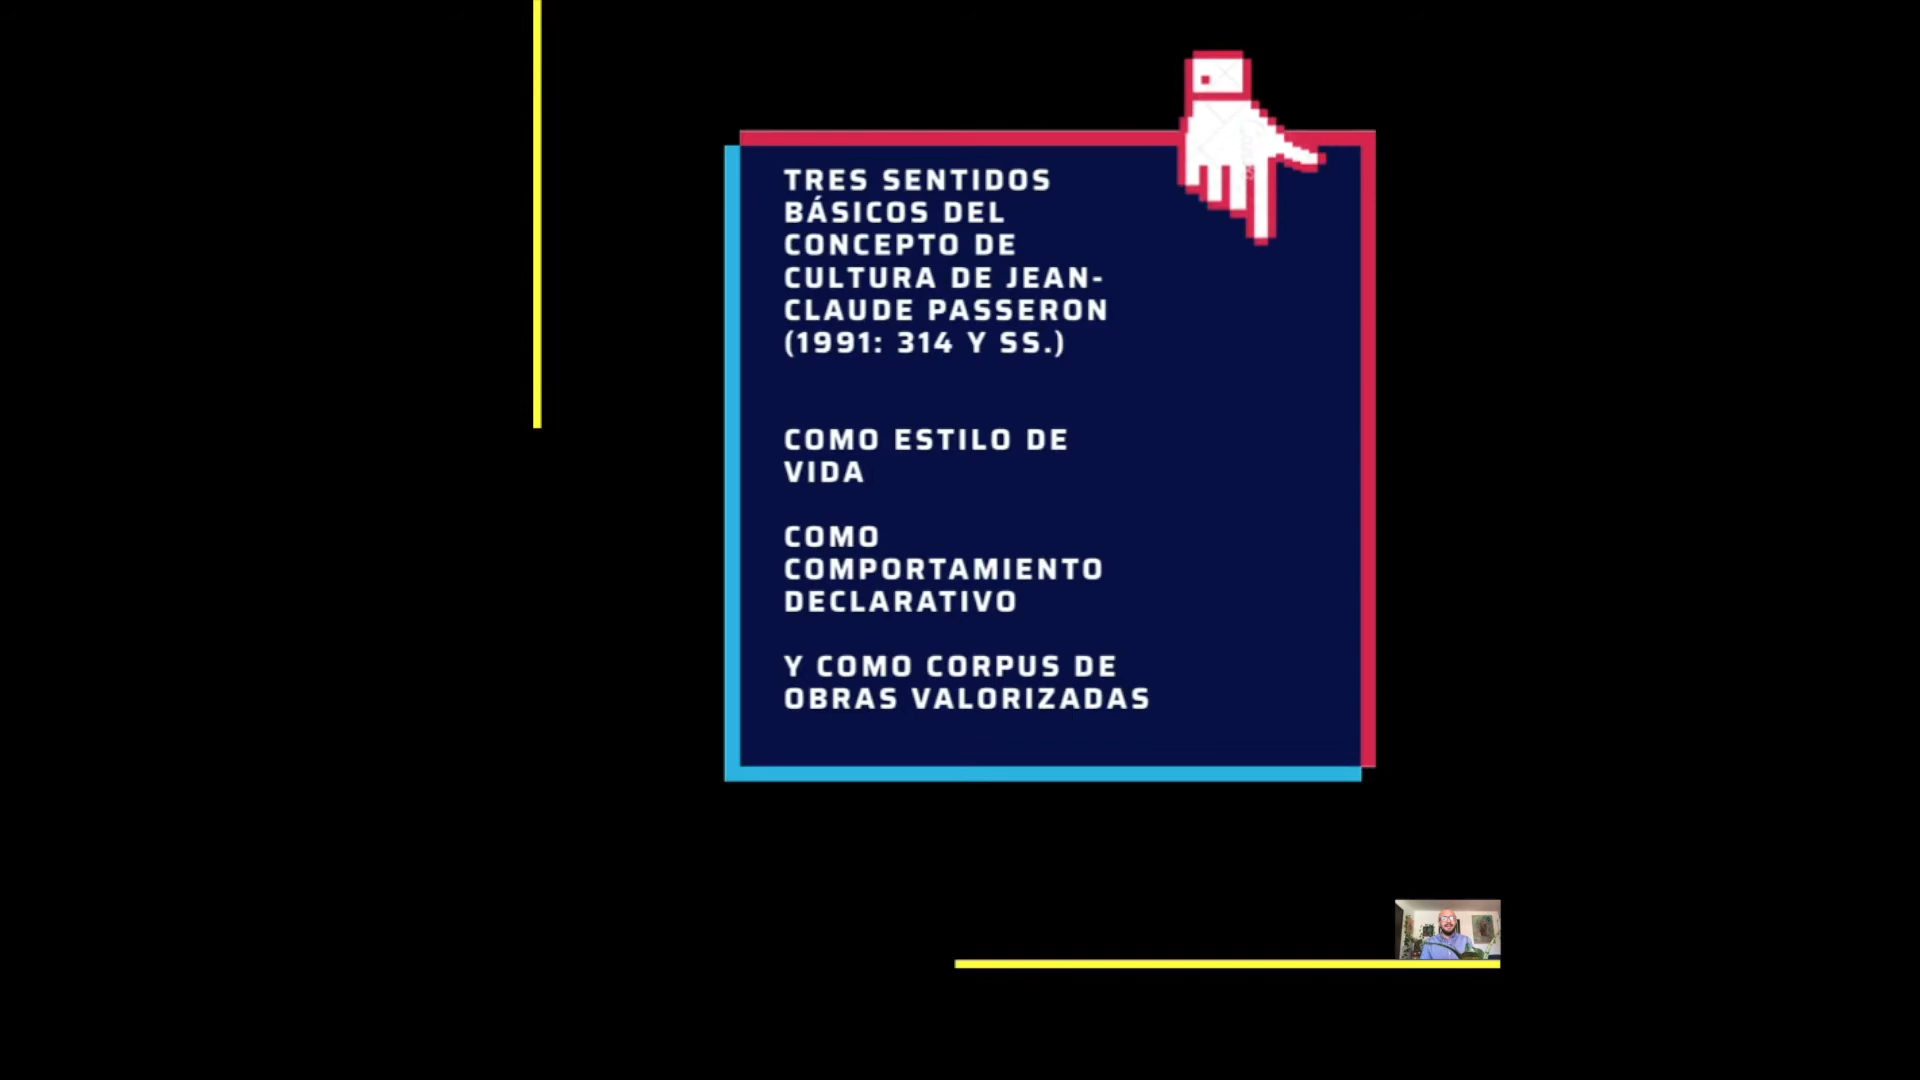 TRES SENTIDOS
BÁSICOS DEL
CONCEPTO DE
CULTURA DE JEAN-
CLAUDE PASSERON
(1991: 314 Y SS.)
COMO ESTILO DE
VIDA
COMO
COMPORTAMIENTO
DECLARATIVO
Y COMO CORPUS DE
OBRAS VALORIZADAS